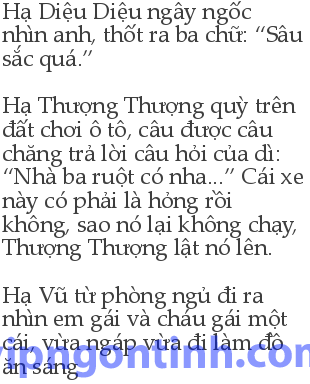 Hạ Diệu Diệu ngây ngốc
nhìn anh, thốt ra ba chữ: “Sâu
sắc quá.”
Hạ Thượng Thượng quỳ trên
đất chơi ô tô, câu được câu
chăng trả lời câu hỏi của dì:
“Nhà ba ruột có nha...” Cái xe
này có phải là hỏng rồi
không, sao nó lại không chạy,
Thượng Thượng lật nó lên.
Hạ Vũ từ phòng ngủ đi ra
nhìn em gái và cháu gái một
cái, vừa ngáp vừa đi làm đồ
ăn sáng
vipngontinh.com